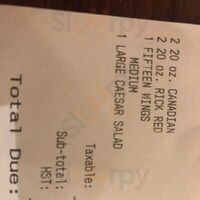 2 20 oz. CANADIAN
2 20 oz. RICK RED
1 FIFTEEN WINGS
MEDIUM
1 LARGE CAESAR SALAD
Taxable:
Sub-total:
HST:
Total Due: